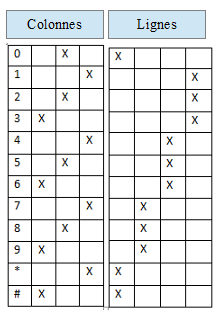 Colonnes Lignes
0 X X
1 X X
2 X X
3 X X
4 X X
5 X X
6 X X
7 X X
8 X X
9 X X
* X X
# X X